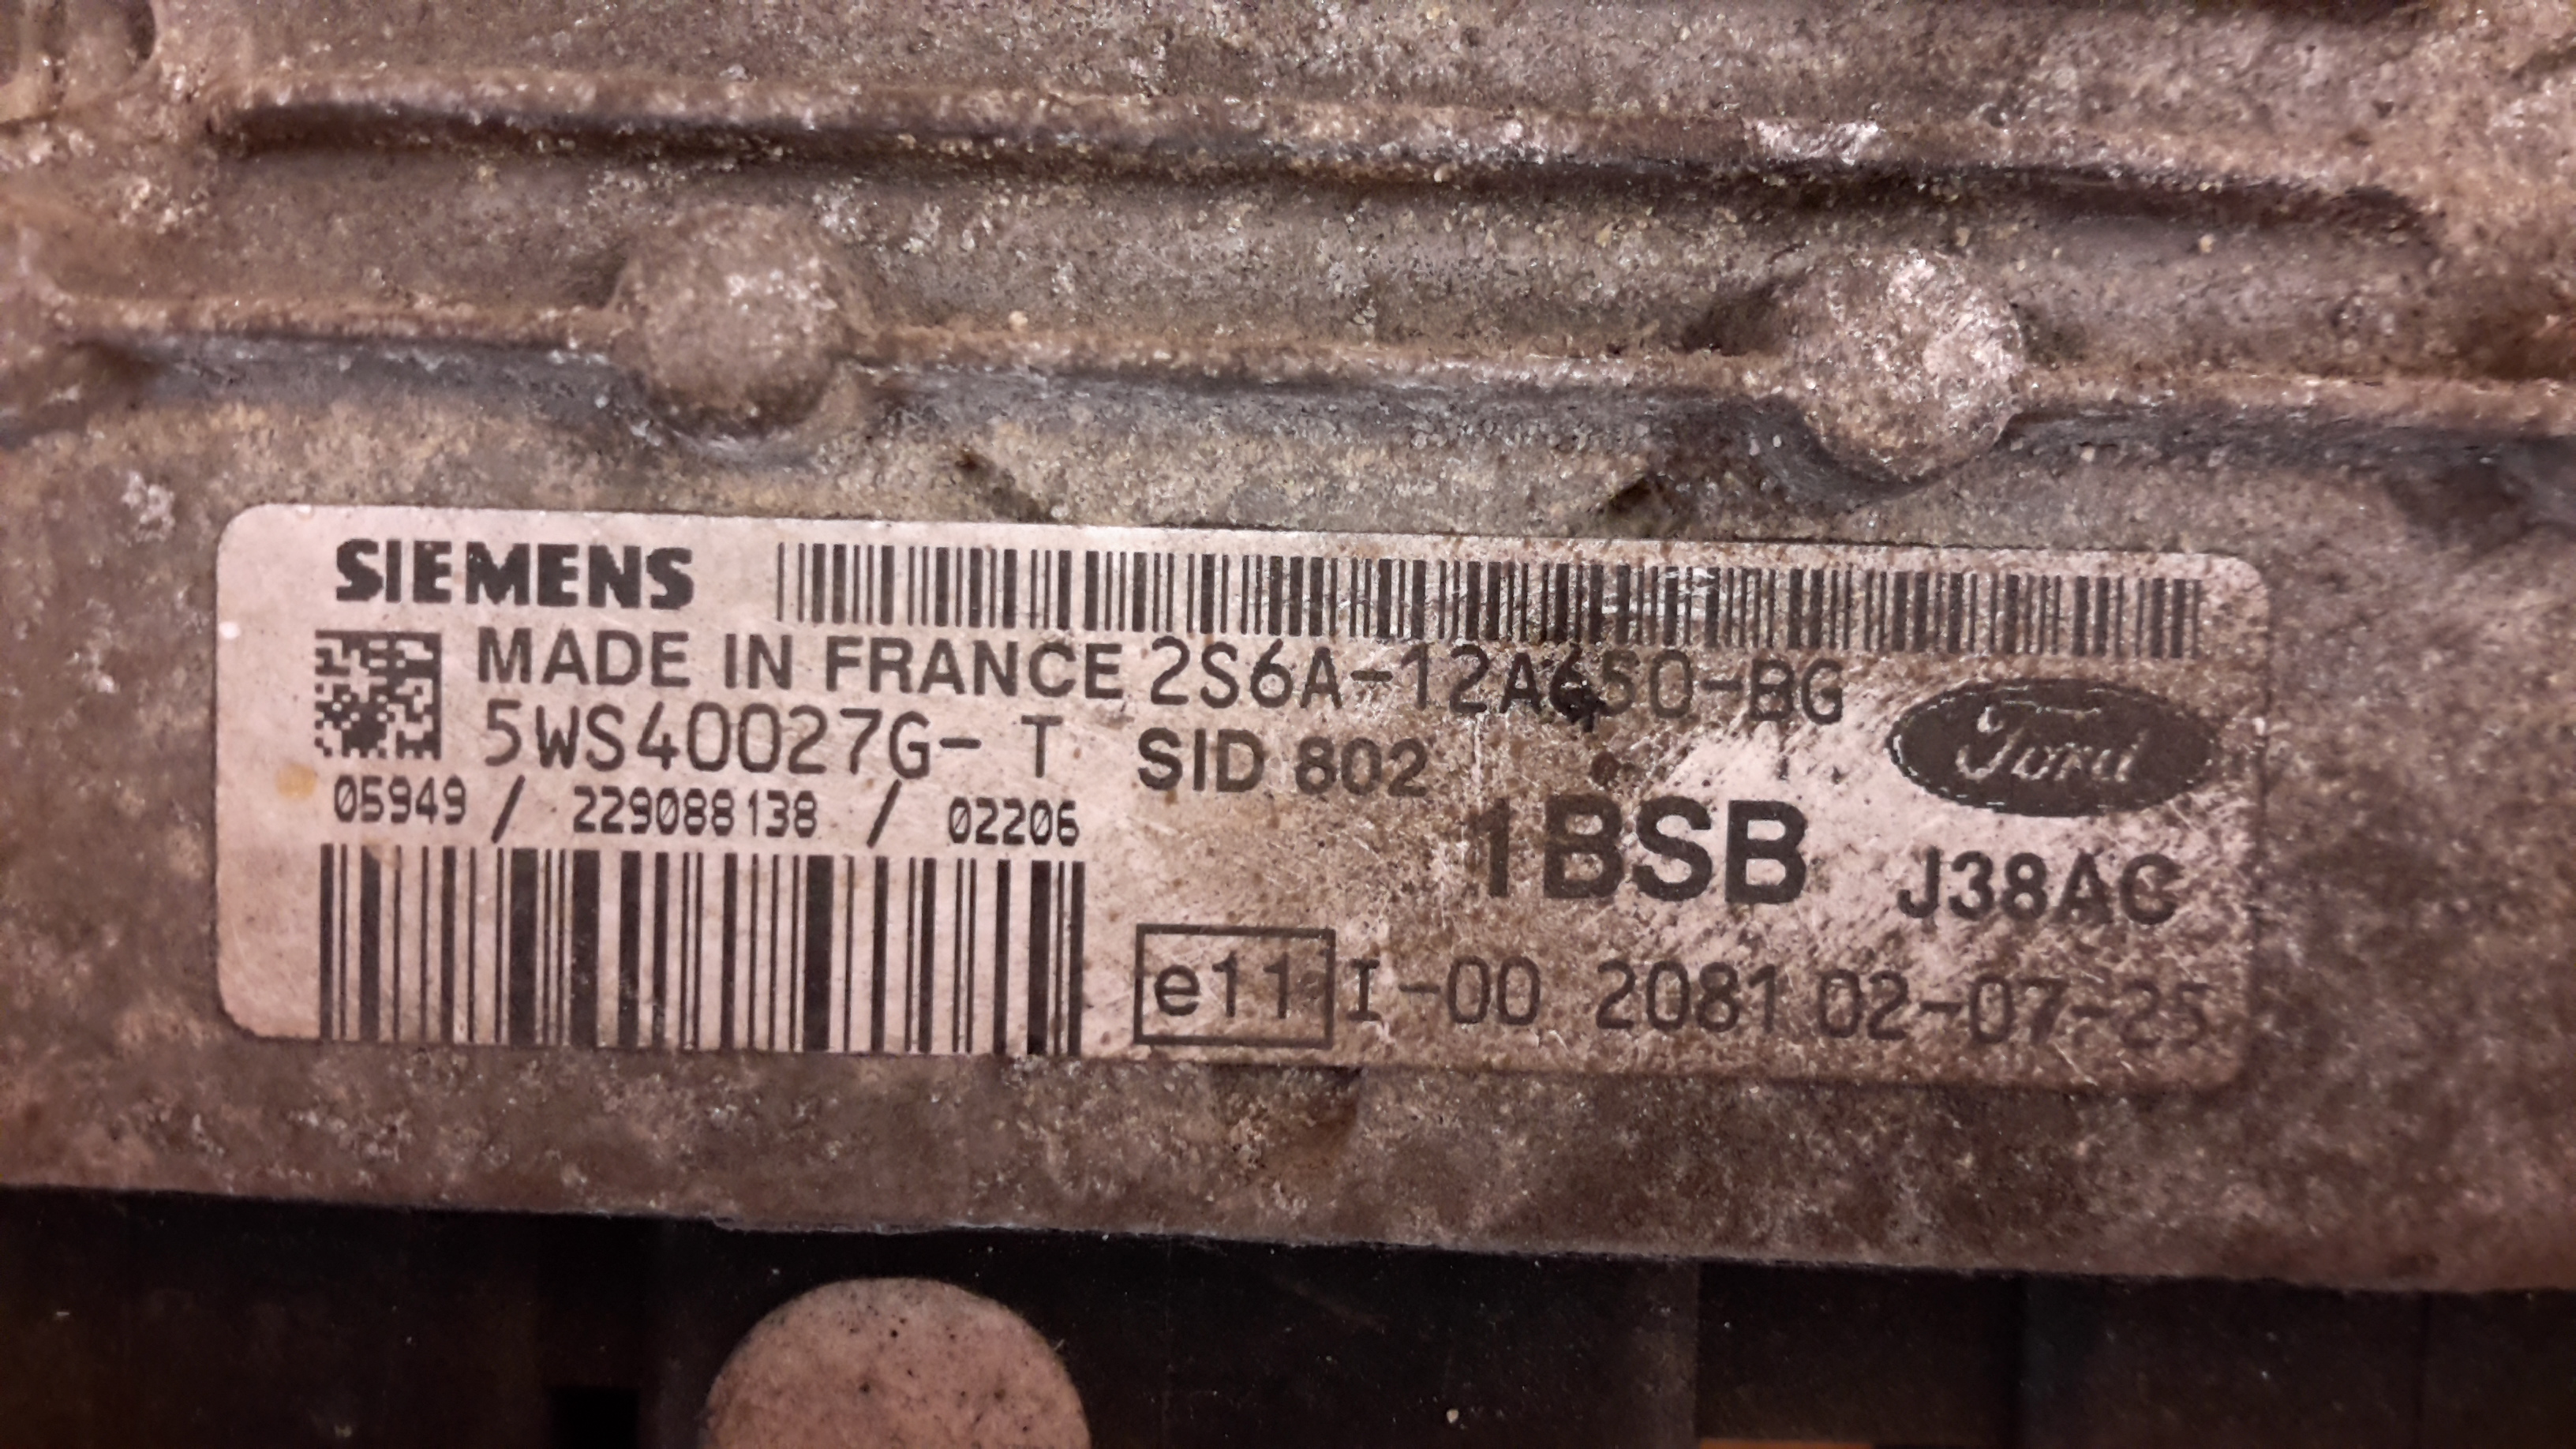 SIEMENS
MADE IN FRANCE 2S6A-12A650-BG
5WS40027G- T SID 802
Ford
05949 / 229088138 / 02206
1BSB J38AC
e11 I-00 2081 02-07-25